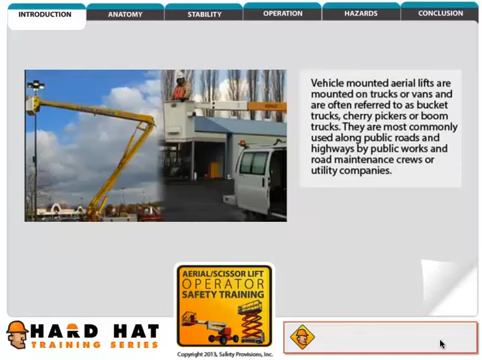 INTRODUCTION
ANATOMY
STABILITY
OPERATION
HAZARDS
CONCLUSION
Vehicle mounted aerial lifts are
mounted on trucks or vans and
and are often referred to as bucket
trucks, cherry pickers or boom
trucks. They are most commonly
used along public roads and
highways by public works and
road maintenance crews or
utility companies.
AERIAL/SCISSOR LIFT
OPERATOR
SAFETY TRAINING
Copyright 2013, Safety Provisions, Inc.
HARD HAT
TRAINING SERIES